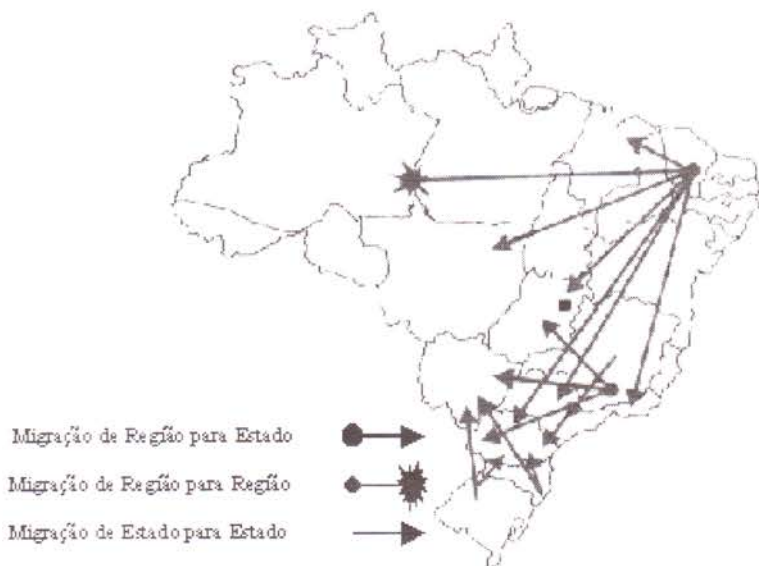 Migração de Região para Estado
Migração de Região para Região
Migração de Estado para Estado